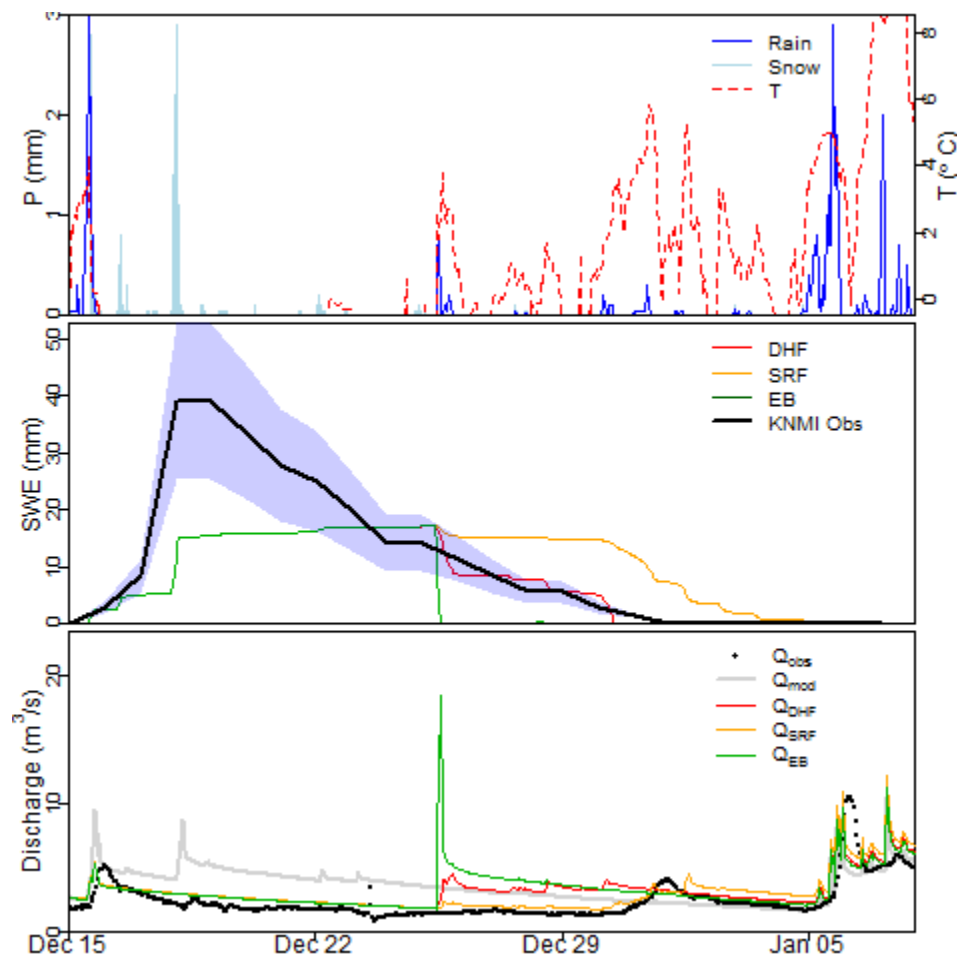 3
2
1
0
P (mm)
Rain
Snow
T
80
60
4
2
0
T (° C)
50
40
30
20
10
0
SWE (mm)
DHF
SRF
EB
KNMI Obs
20
10
0
Discharge (m³/s)
Qobs
Qmod
QDHF
QSRF
QEB
Dec 15
Dec 22
Dec 29
Jan 05